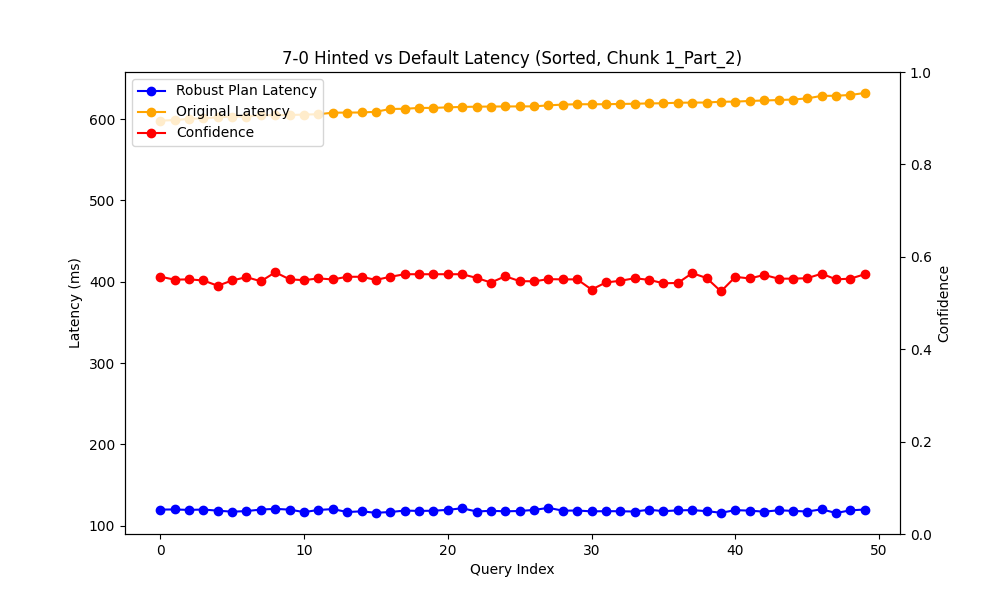 7-0 Hinted vs Default Latency (Sorted, Chunk 1_Part_2)
Robust Plan Latency
Original Latency
Confidence
Latency (ms)
600
500
400
300
200
100
1.0
0.8
0.6
0.4
0.2
0.0
Confidence
0 10 20 30 40 50
Query Index